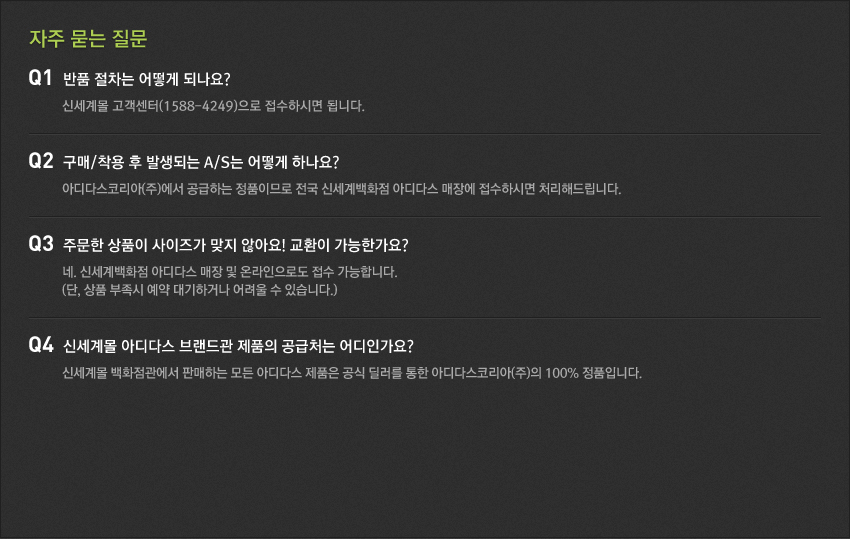 자주 묻는 질문
Q1 반품 절차는 어떻게 되나요?
신세계몰 고객센터(1588-4249)으로 접수하시면 됩니다.
Q2 구매/착용 후 발생되는 A/S는 어떻게 하나요?
아디다스코리아(주)에서 공급하는 정품이므로 전국 신세계백화점 아디다스 매장에 접수하시면 처리해드립니다.
Q3 주문한 상품이 사이즈가 맞지 않아요! 교환이 가능한가요?
네. 신세계백화점 아디다스 매장 및 온라인으로도 접수 가능합니다.
(단, 상품 부족시 예약 대기하거나 어려울 수 있습니다.)
Q4 신세계몰 아디다스 브랜드관 제품의 공급처는 어디인가요?
신세계몰 백화점관에서 판매하는 모든 아디다스 제품은 공식 딜러를 통한 아디다스코리아(주)의 100% 정품입니다.